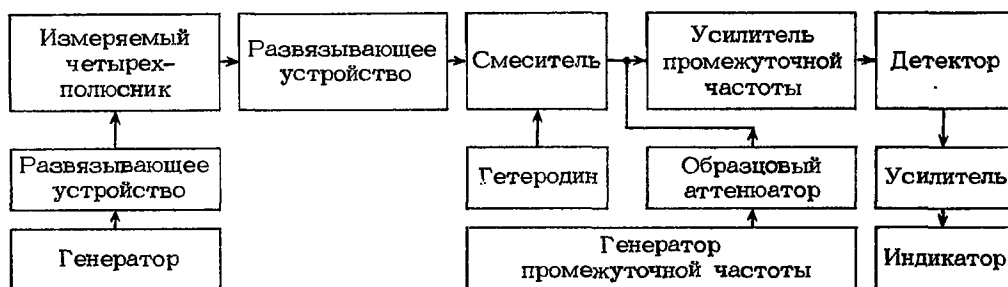 Измеряемый
четырех-
полюсник
Развязывающее
устройство
Смеситель
Усилитель
промежуточной
частоты
Детектор
Развязывающее
устройство
Гетеродин
Образцовый
аттенюатор
Усилитель
Генератор
Генератор
промежуточной частоты
Индикатор